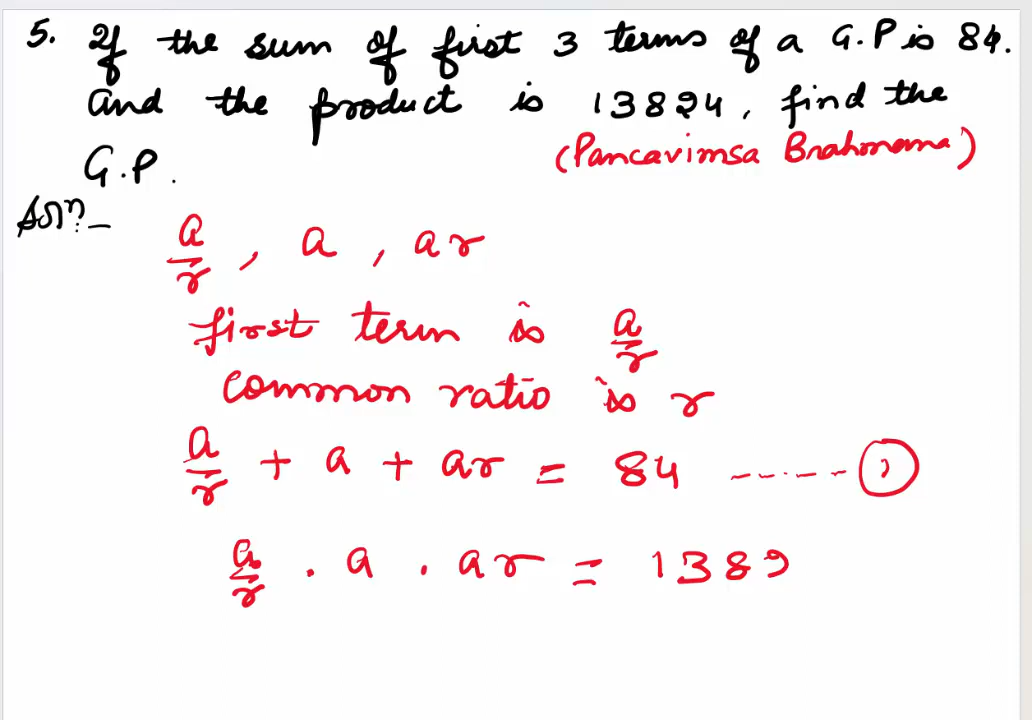 5. If the sum of first 3 terms of a G.P is 84.
and the product is 13824, find the
G.P.
(Pancavimsa Brahmana)
Solⁿ:-
a/r , a , ar
first term is a/r
common ratio is r
a/r + a + ar = 84 ------ ①
a/r . a . ar = 1382